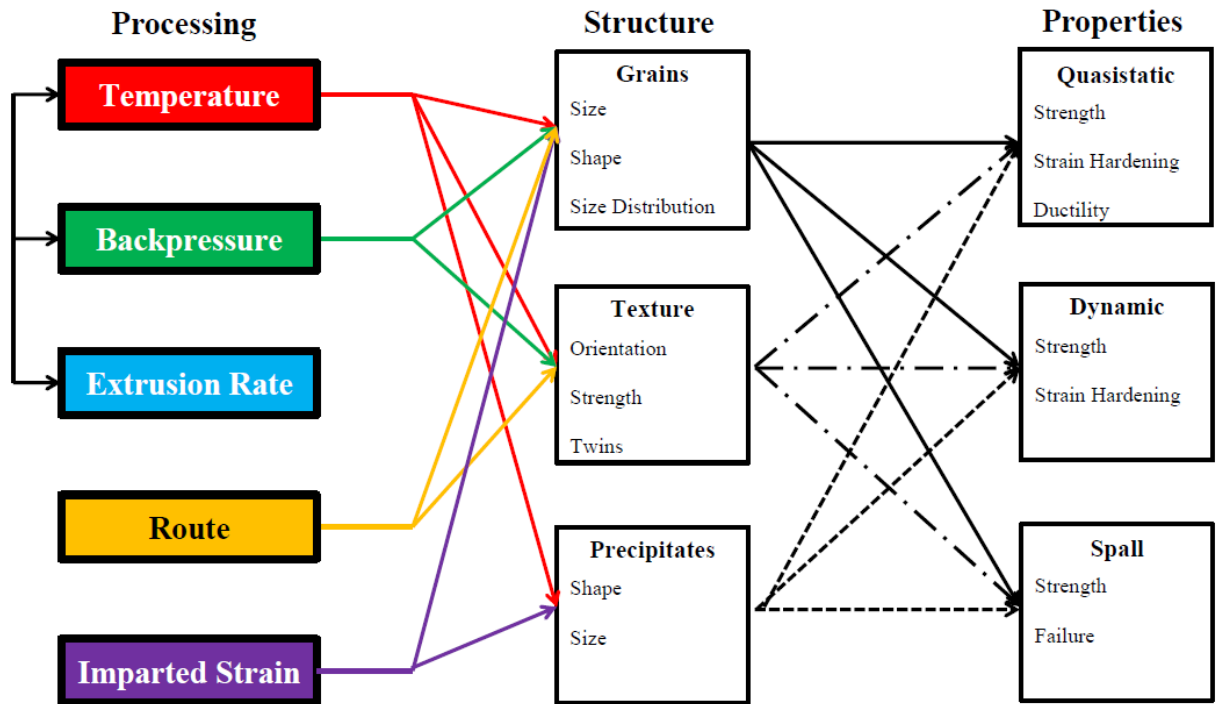 Processing
Temperature
Backpressure
Extrusion Rate
Route
Imparted Strain
Structure
Grains
Size
Shape
Size Distribution
Texture
Orientation
Strength
Twins
Precipitates
Shape
Size
Properties
Quasistatic
Strength
Strain Hardening
Ductility
Dynamic
Strength
Strain Hardening
Spall
Strength
Failure